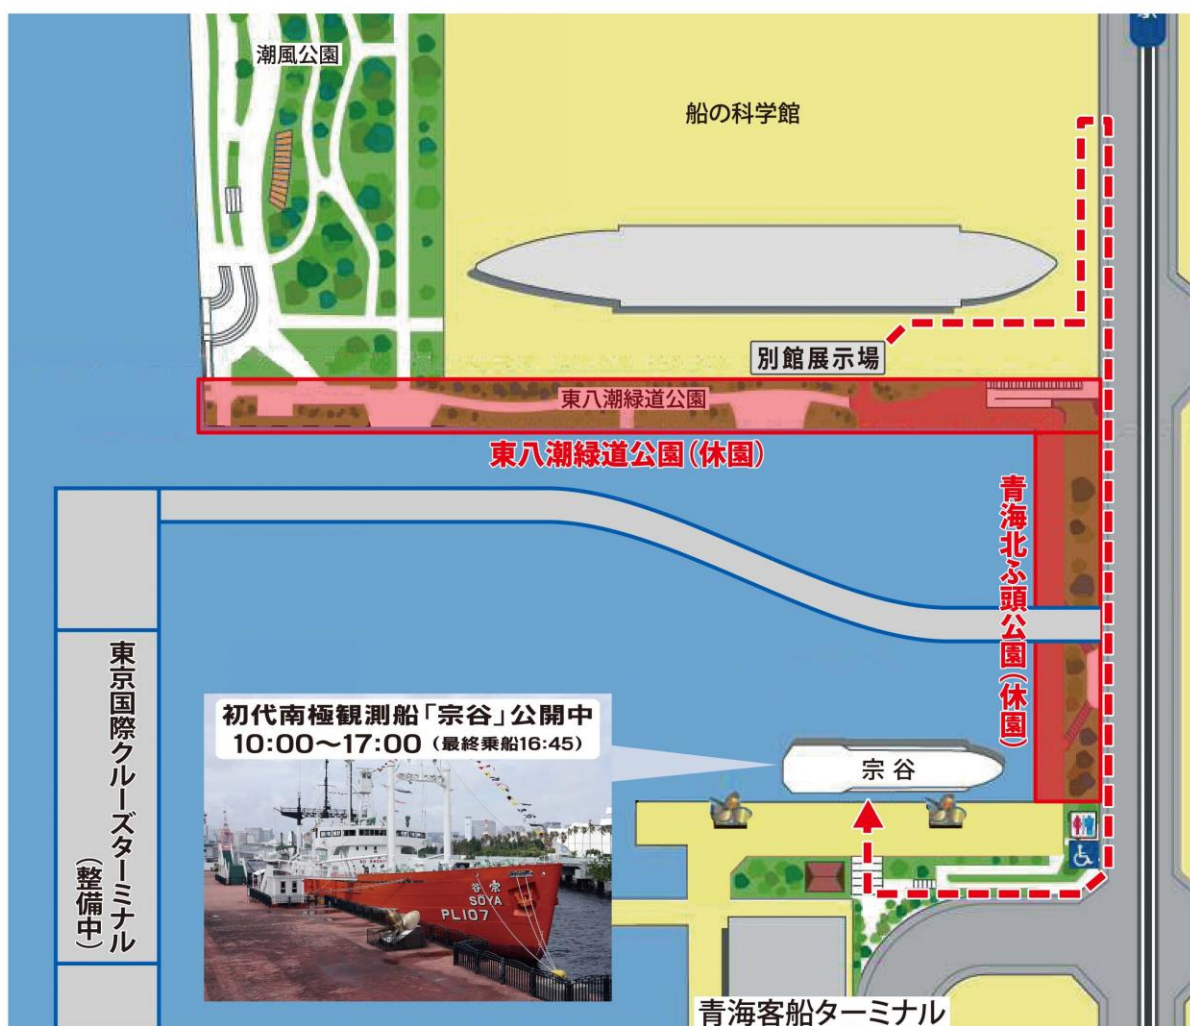 潮風公園
船の科学館
別館展示場
東八潮緑道公園
東八潮緑道公園(休園)
青海北ふ頭公園(休園)
東京国際クルーズターミナル
(整備中)
初代南極観測船「宗谷」公開中
10:00〜17:00 (最終乗船16:45)
宗谷
谷宗
SOYA
PL107
青海客船ターミナル